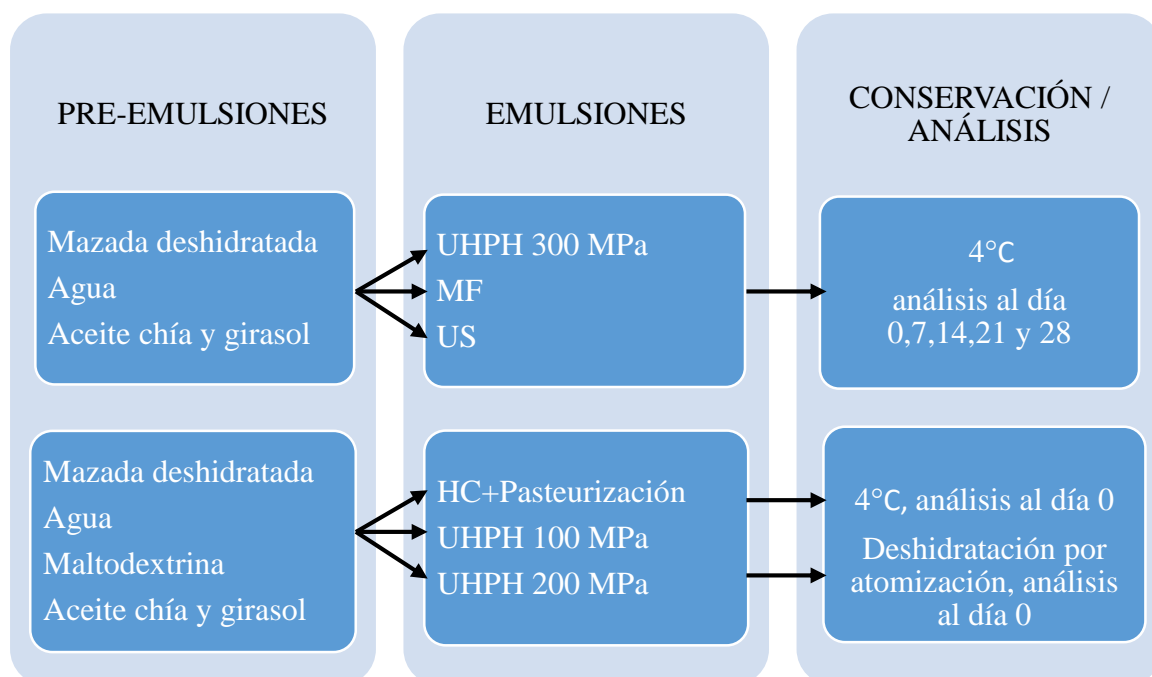 PRE-EMULSIONES
Mazada deshidratada
Agua
Aceite chía y girasol
Mazada deshidratada
Agua
Maltodextrina
Aceite chía y girasol
EMULSIONES
UHPH 300 MPa
MF
US
HC+Pasteurización
UHPH 100 MPa
UHPH 200 MPa
CONSERVACIÓN /
ANÁLISIS
4°C
análisis al día
0,7,14,21 y 28
4°C, análisis al día 0
Deshidratación por
atomización, análisis
al día 0